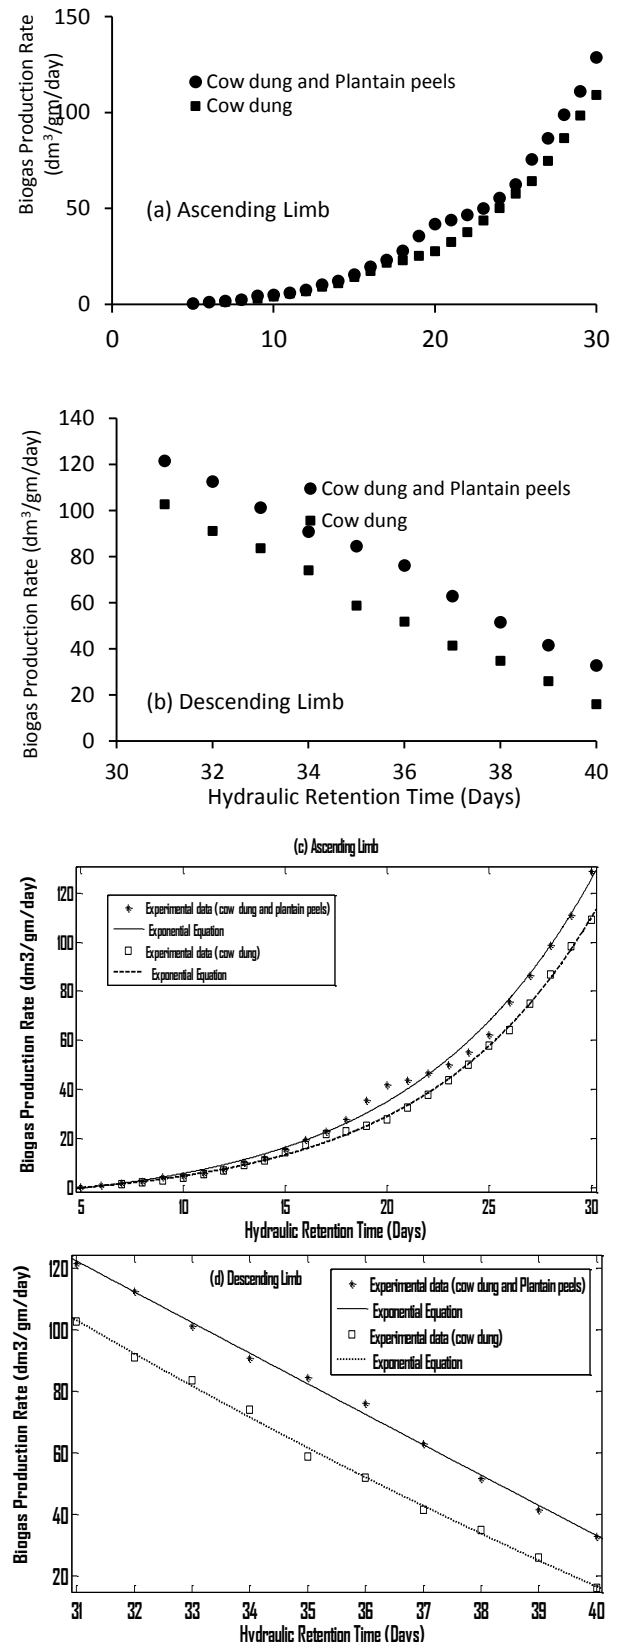 Biogas Production Rate
(dm³/gm/day)
150
100
50
0
Cow dung and Plantain peels
Cow dung
(a) Ascending Limb
0 10 20 30
Biogas Production Rate (dm³/gm/day)
140
120
100
80
60
40
20
0
Cow dung and Plantain peels
Cow dung
(b) Descending Limb
30 32 34 36 38 40
Hydraulic Retention Time (Days)
(c) Ascending Limb
Biogas Production Rate (dm3/gm/day)
120
100
80
60
40
20
0
Experimental data (cow dung and plantain peels)
Exponential Equation
Experimental data (cow dung)
Exponential Equation
5 10 15 20 25 30
Hydraulic Retention Time (Days)
(d) Descending Limb
Biogas Production Rate (dm3/gm/day)
120
100
80
60
40
20
Experimental data (cow dung and Plantain peels)
Exponential Equation
Experimental data (cow dung)
Exponential Equation
31 32 33 34 35 36 37 38 39 40
Hydraulic Retention Time (Days)